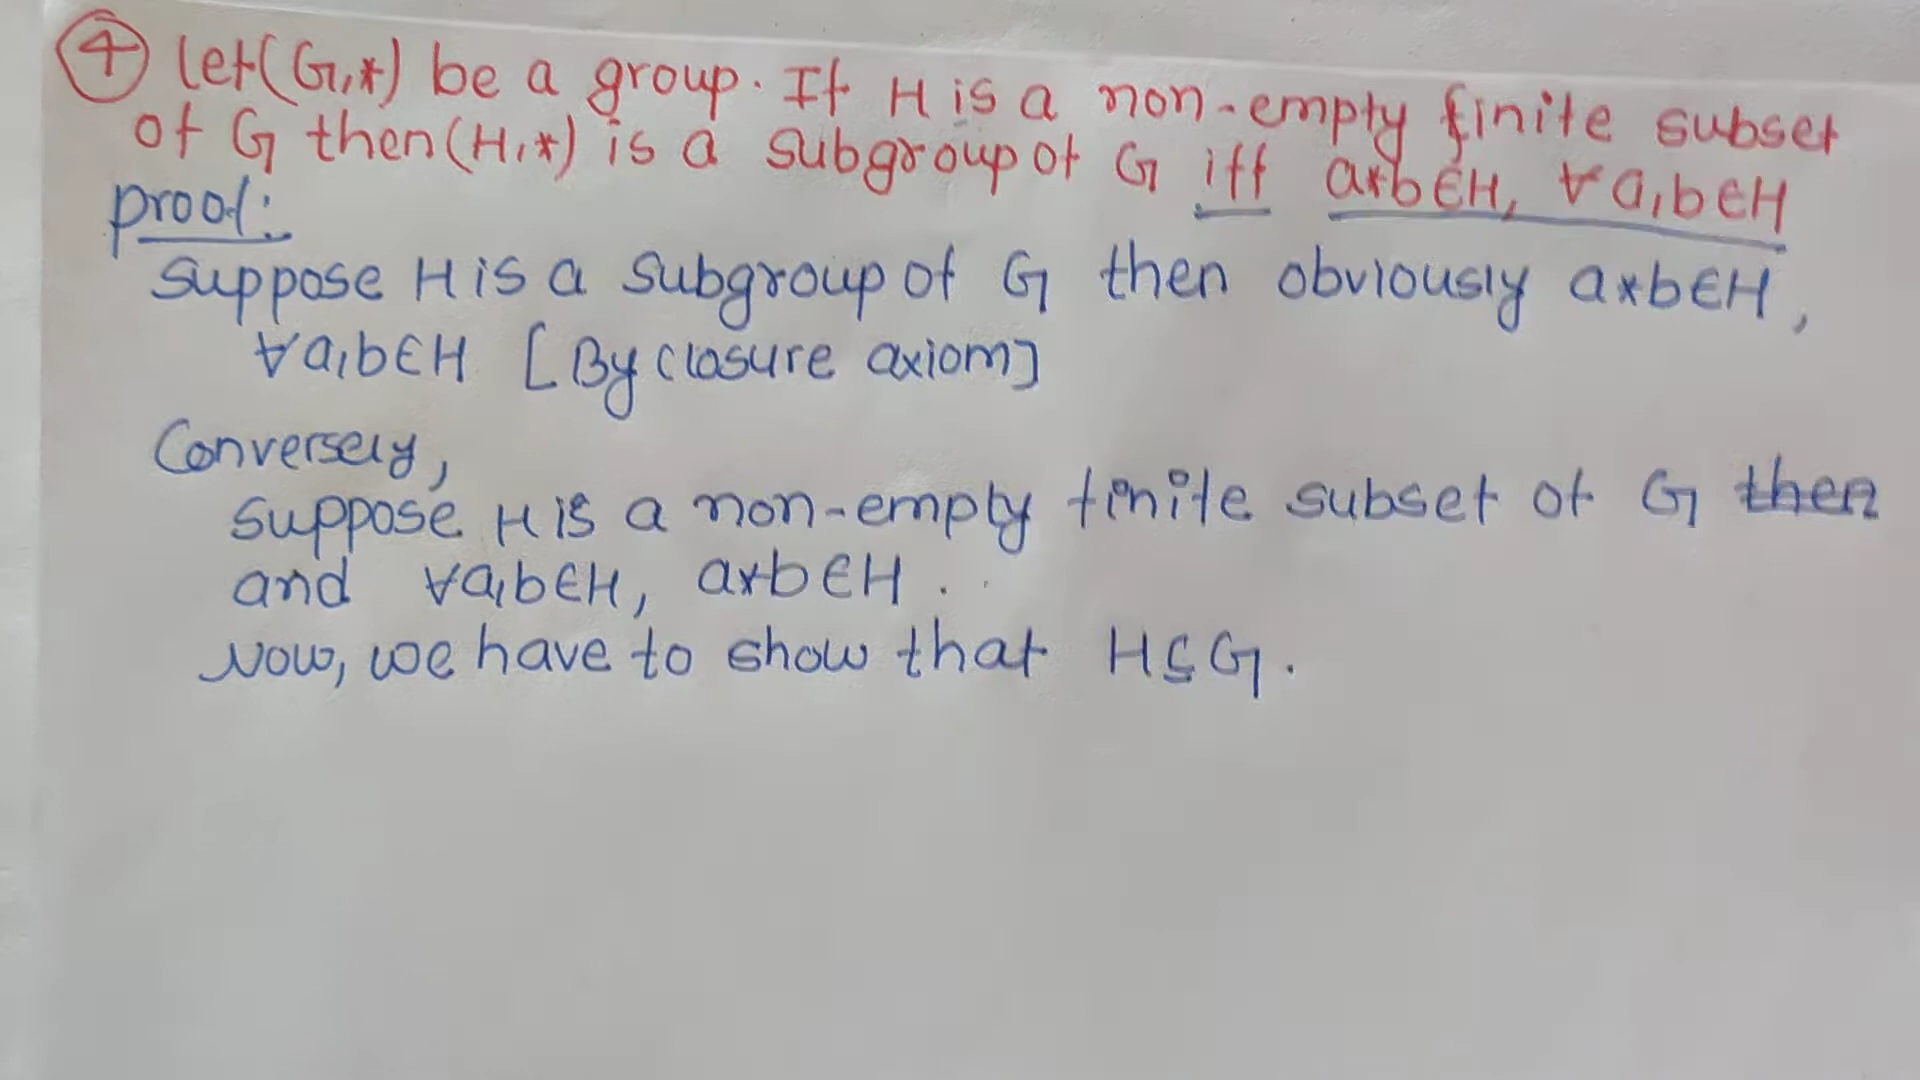 ④ Let (G,*) be a group. If H is a non-empty finite subset
of G then (H,*) is a subgroup of G iff a*b∈H, ∀a,b∈H
proof:
suppose H is a subgroup of G then obviously a*b∈H,
∀a,b∈H [By closure axiom]
Conversely,
suppose H is a non-empty finite subset of G then
and ∀a,b∈H, a*b∈H.
Now, we have to show that H≤G.